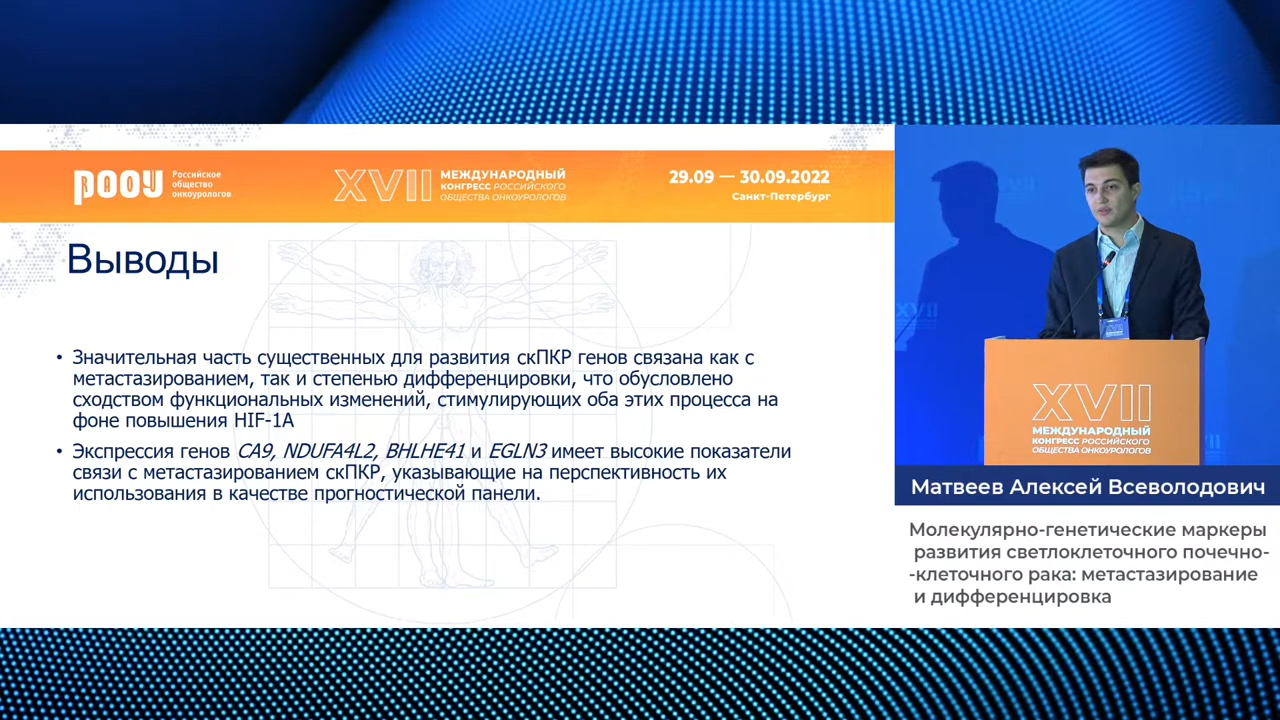 РООУ
Российское
общество
онкоурологов
XVII
МЕЖДУНАРОДНЫЙ
КОНГРЕСС РОССИЙСКОГО
ОБЩЕСТВА ОНКОУРОЛОГОВ
29.09 — 30.09.2022
Санкт-Петербург
Выводы
• Значительная часть существенных для развития скПКР генов связана как с
метастазированием, так и степенью дифференцировки, что обусловлено
сходством функциональных изменений, стимулирующих оба этих процесса на
фоне повышения HIF-1A
• Экспрессия генов CA9, NDUFA4L2, BHLHE41 и EGLN3 имеет высокие показатели
связи с метастазированием скПКР, указывающие на перспективность их
использования в качестве прогностической панели.
XVII
XVII
МЕЖДУНАРОДНЫЙ
КОНГРЕСС РОССИЙСКОГО
ОБЩЕСТВА ОНКОУРОЛОГОВ
Матвеев Алексей Всеволодович
Молекулярно-генетические маркеры
развития светлоклеточного почечно-
-клеточного рака: метастазирование
и дифференцировка